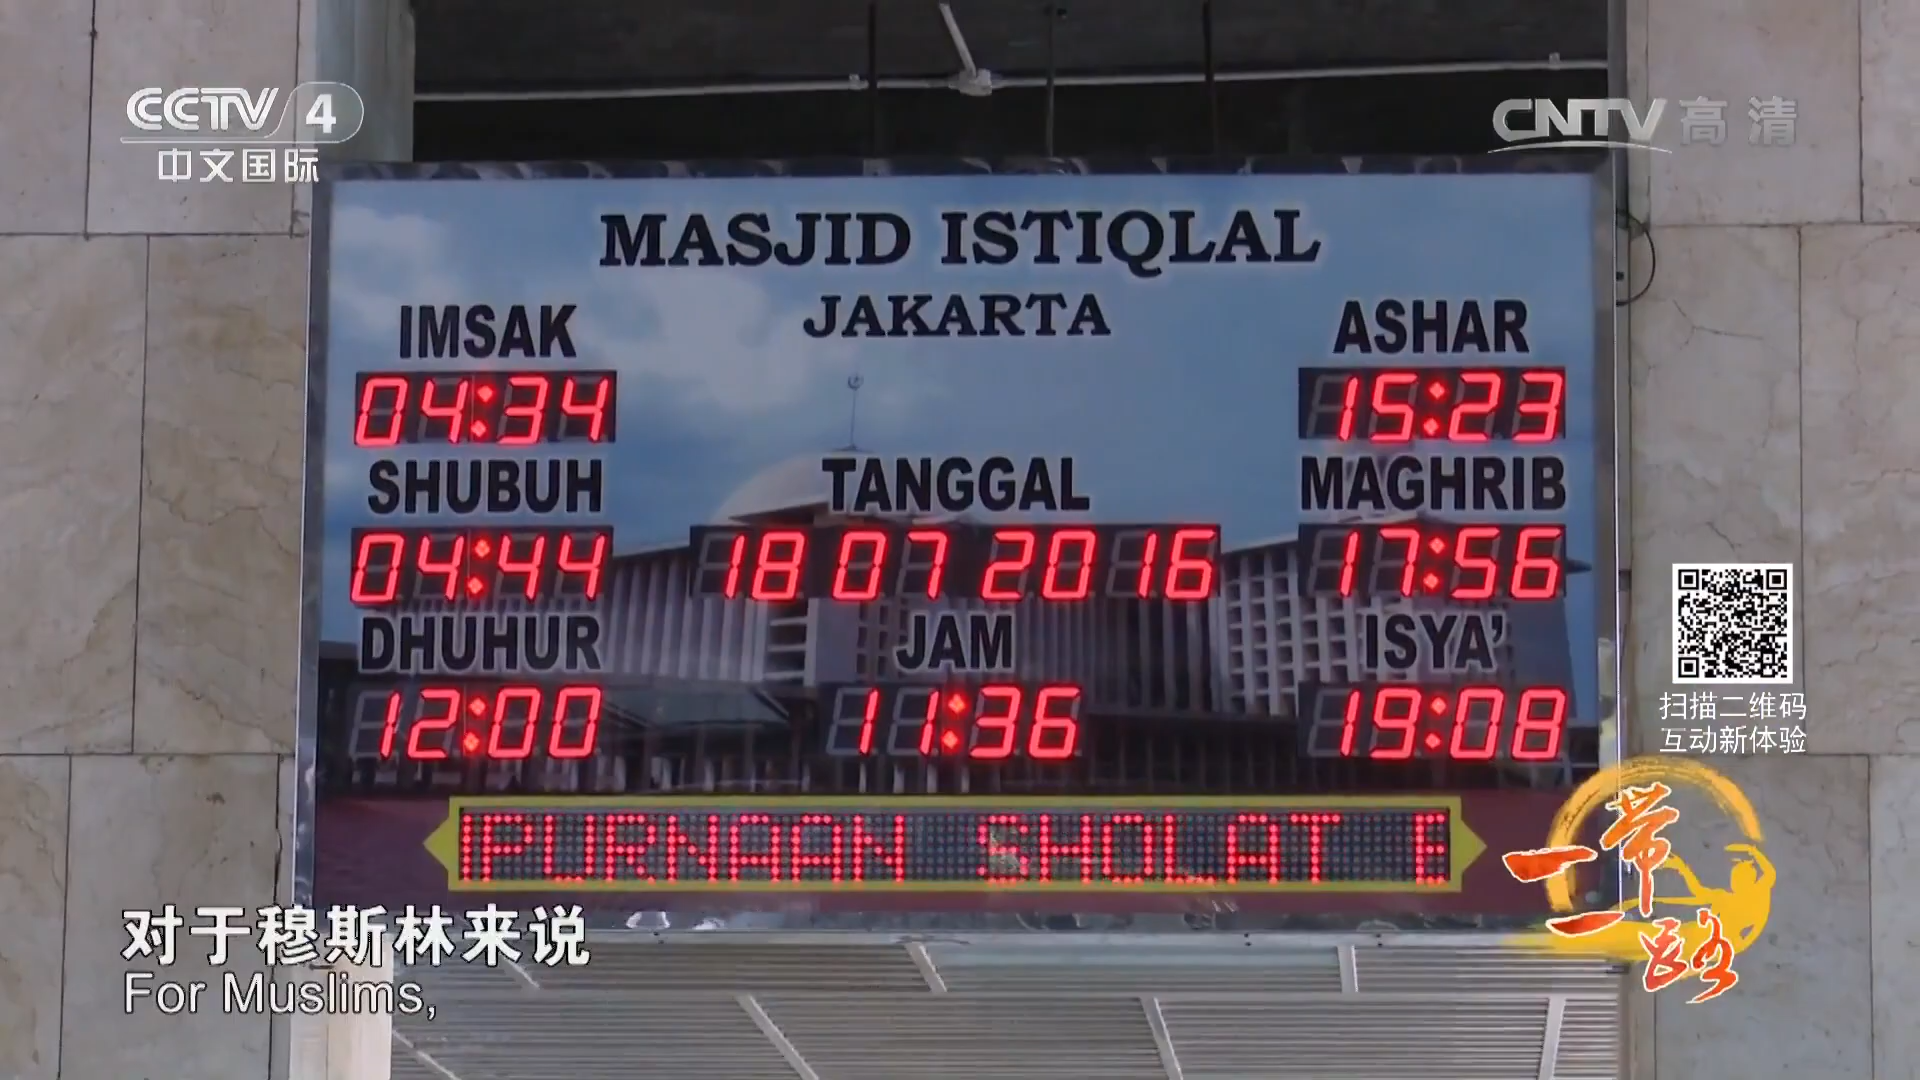 CCTV 4
中文国际
CNTV 高清
MASJID ISTIQLAL
JAKARTA
IMSAK
04:34
ASHAR
15:23
SHUBUH
04:44
TANGGAL
18 07 2016
MAGHRIB
17:56
DHUHUR
12:00
JAM
11:36
ISYA’
19:08
IPURNAAN SHOLAT
扫描二维码
互动新体验
一带一路
对于穆斯林来说
For Muslims,